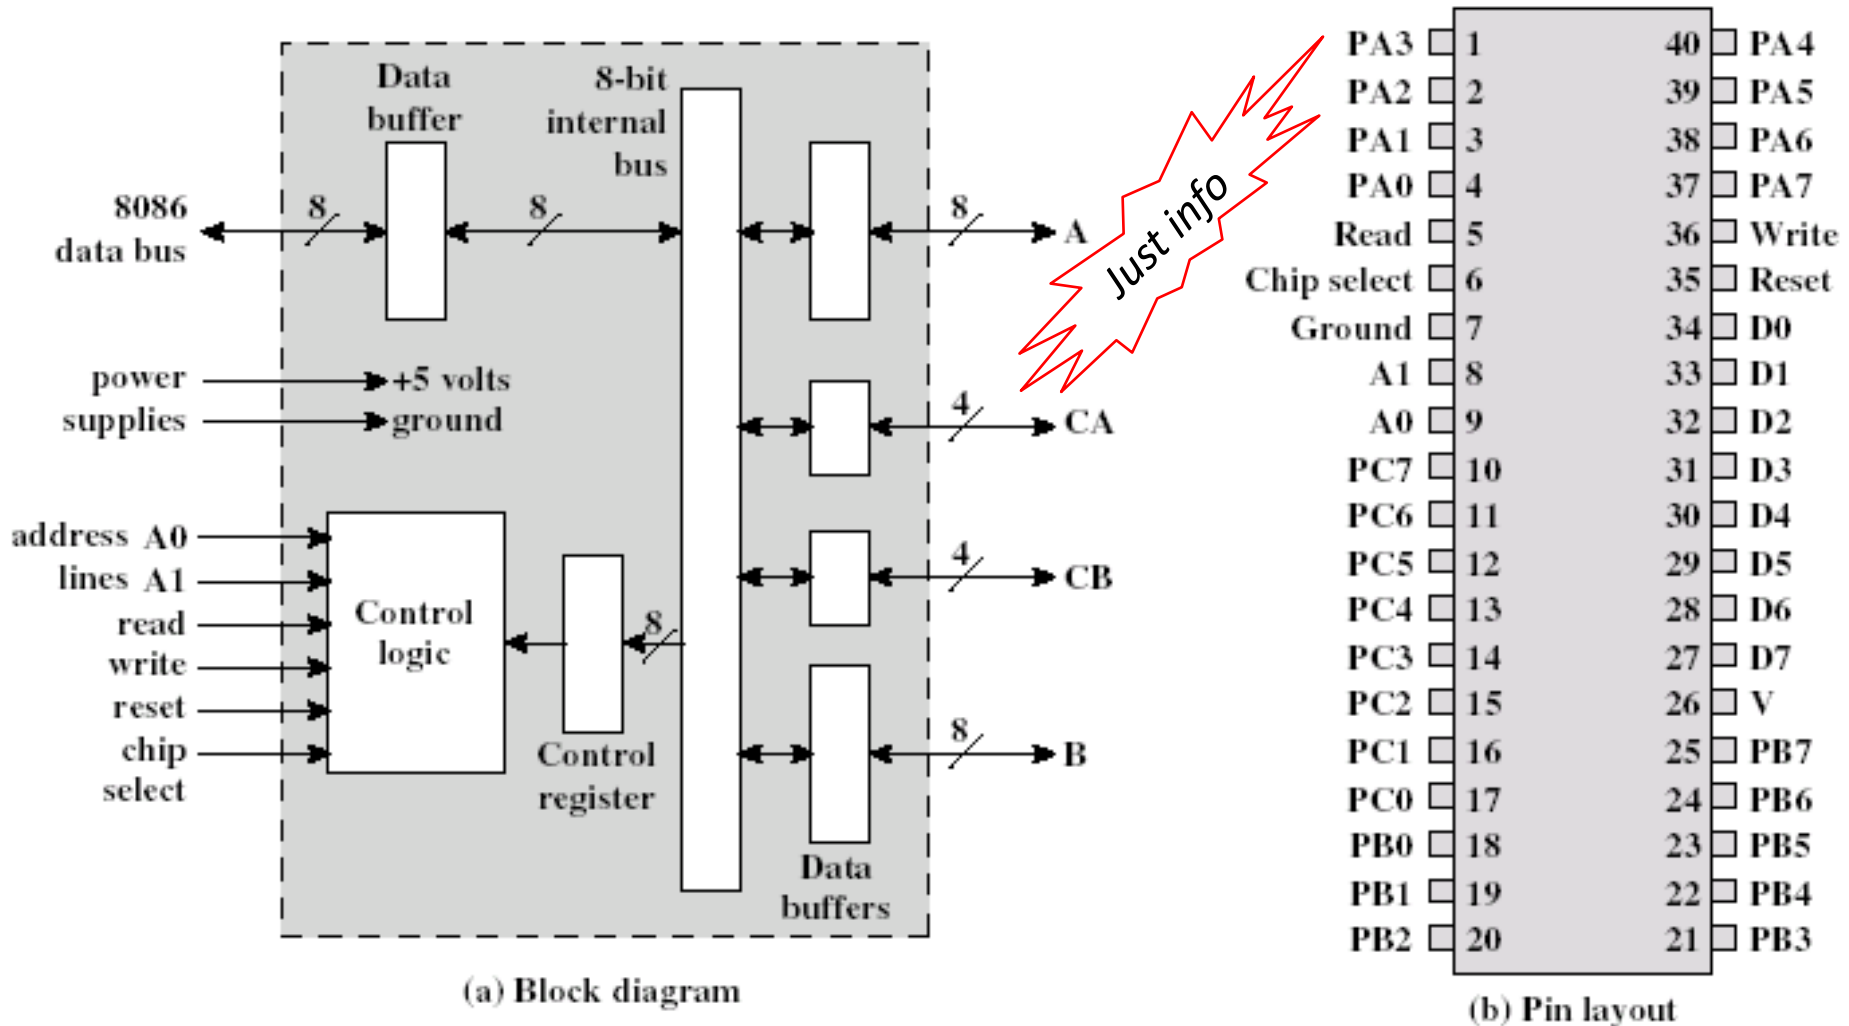 Data
buffer
8-bit
internal
bus
8086
data bus
8
8
8
A
power
supplies
+5 volts
ground
4
CA
address A0
lines A1
read
write
reset
chip
select
Control
logic
8
Control
register
4
CB
8
B
Data
buffers
(a) Block diagram
Just info
PA3 1 40 PA4
PA2 2 39 PA5
PA1 3 38 PA6
PA0 4 37 PA7
Read 5 36 Write
Chip select 6 35 Reset
Ground 7 34 D0
A1 8 33 D1
A0 9 32 D2
PC7 10 31 D3
PC6 11 30 D4
PC5 12 29 D5
PC4 13 28 D6
PC3 14 27 D7
PC2 15 26 V
PC1 16 25 PB7
PC0 17 24 PB6
PB0 18 23 PB5
PB1 19 22 PB4
PB2 20 21 PB3
(b) Pin layout